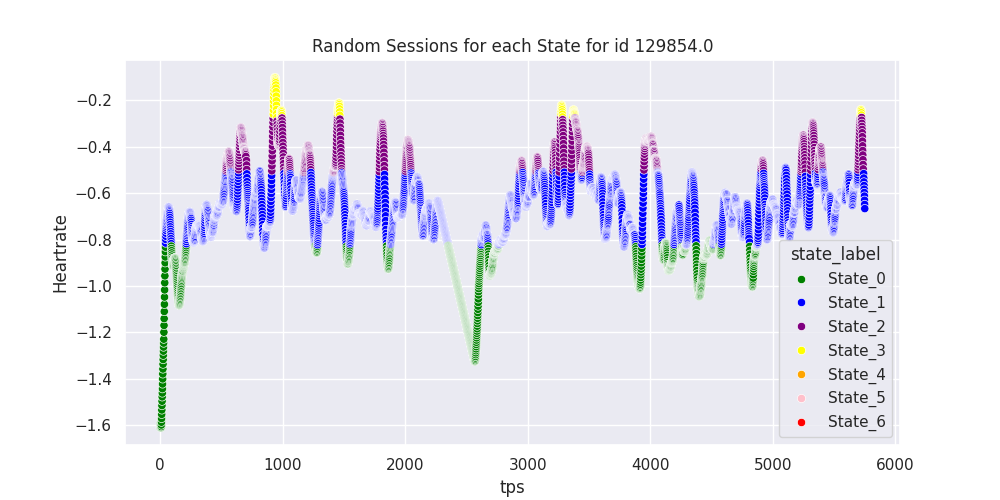 Random Sessions for each State for id 129854.0
Heartrate
−0.2
−0.4
−0.6
−0.8
−1.0
−1.2
−1.4
−1.6
state_label
State_0
State_1
State_2
State_3
State_4
State_5
State_6
0 1000 2000 3000 4000 5000 6000
tps